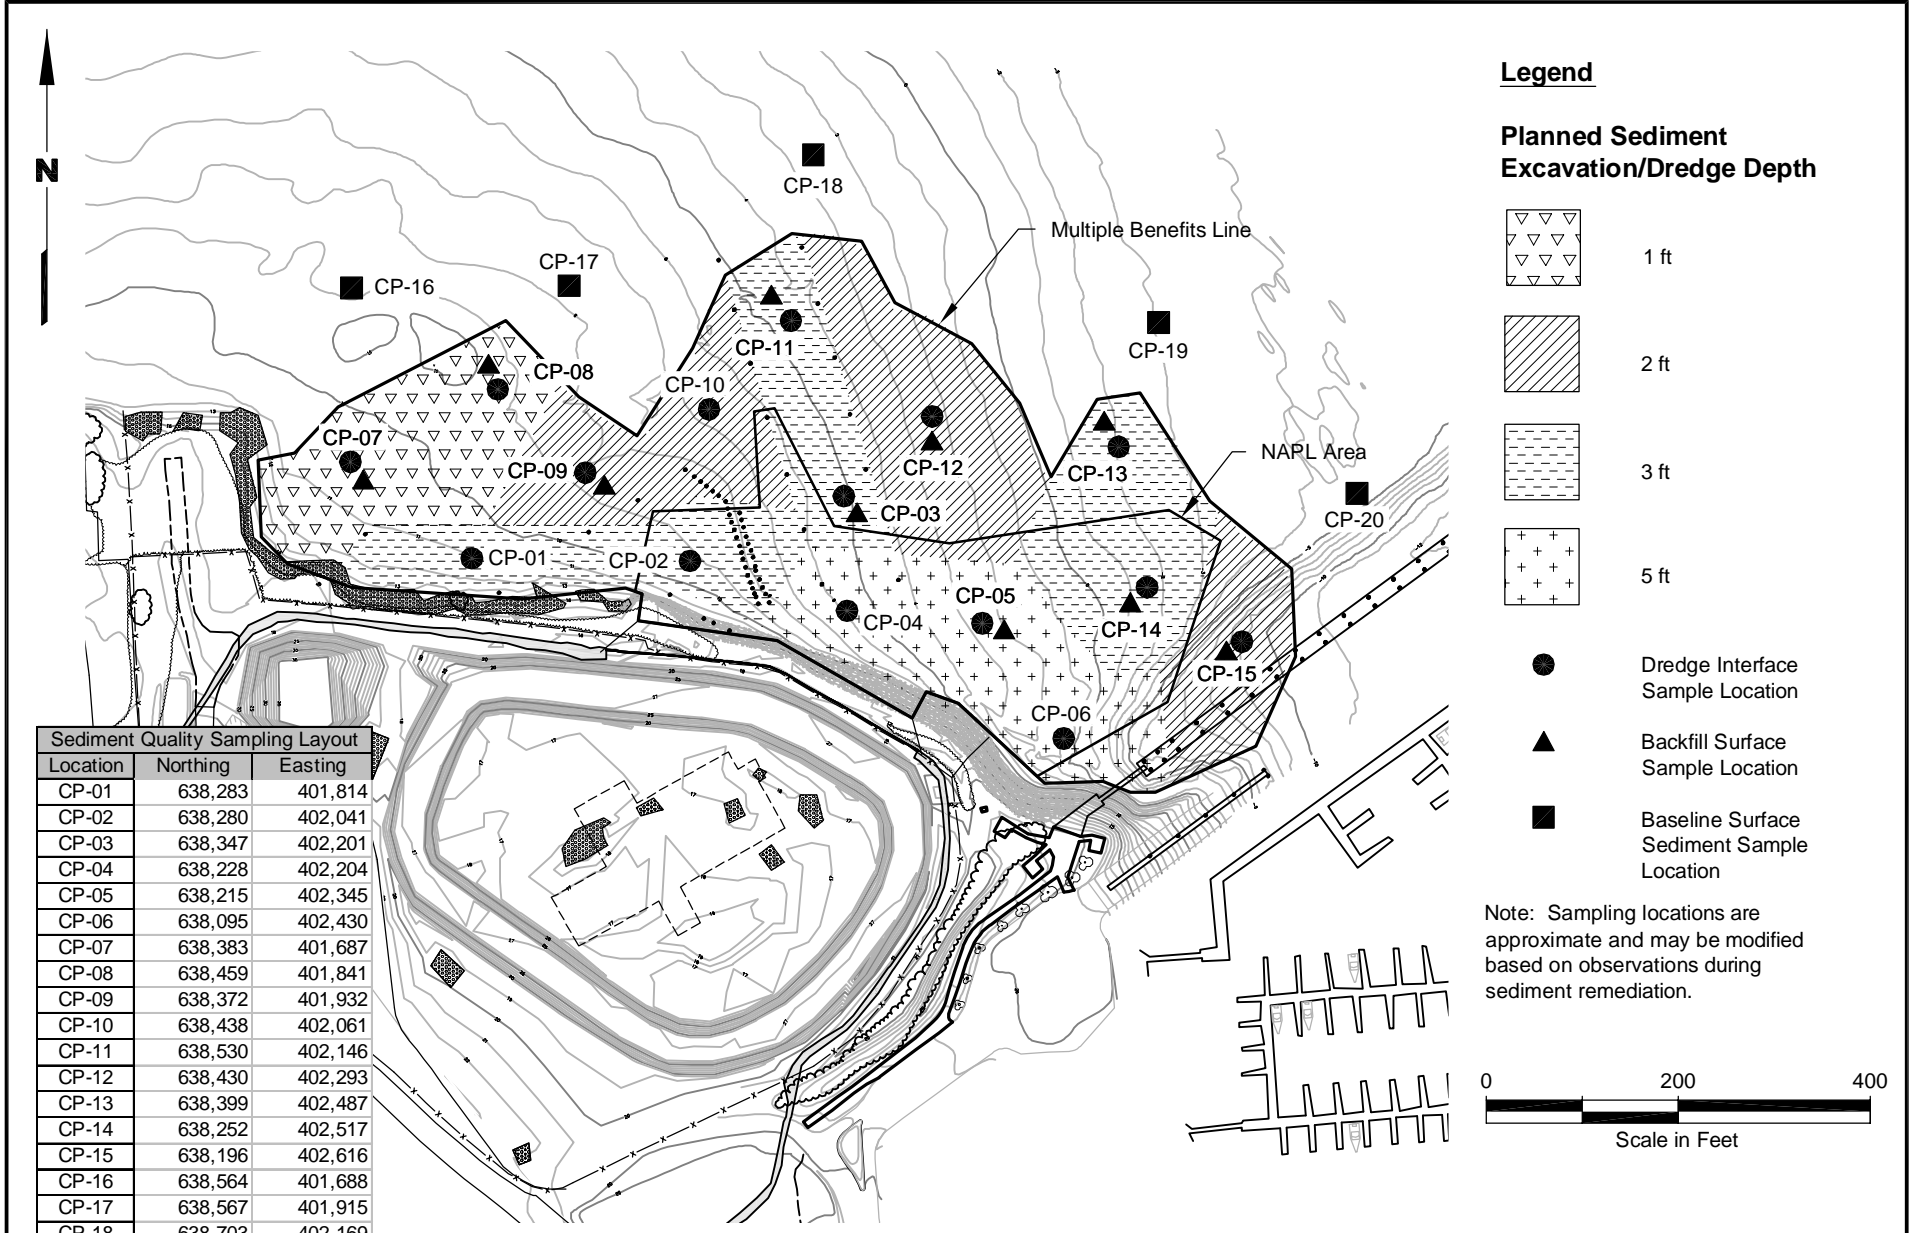 N
CP-18
Multiple Benefits Line
CP-17
CP-16
CP-11
CP-19
CP-08
CP-10
CP-07
CP-09
CP-12
CP-13
NAPL Area
CP-03
CP-20
CP-01
CP-02
CP-05
CP-04
CP-14
CP-15
CP-06
Sediment Quality Sampling Layout
Location Northing Easting
CP-01 638,283 401,814
CP-02 638,280 402,041
CP-03 638,347 402,201
CP-04 638,228 402,204
CP-05 638,215 402,345
CP-06 638,095 402,430
CP-07 638,383 401,687
CP-08 638,459 401,841
CP-09 638,372 401,932
CP-10 638,438 402,061
CP-11 638,530 402,146
CP-12 638,430 402,293
CP-13 638,399 402,487
CP-14 638,252 402,517
CP-15 638,196 402,616
CP-16 638,564 401,688
CP-17 638,567 401,915
CP-18 638,703 402,169
Legend
Planned Sediment
Excavation/Dredge Depth
1 ft
2 ft
3 ft
5 ft
Dredge Interface
Sample Location
Backfill Surface
Sample Location
Baseline Surface
Sediment Sample
Location
Note: Sampling locations are
approximate and may be modified
based on observations during
sediment remediation.
0 200 400
Scale in Feet